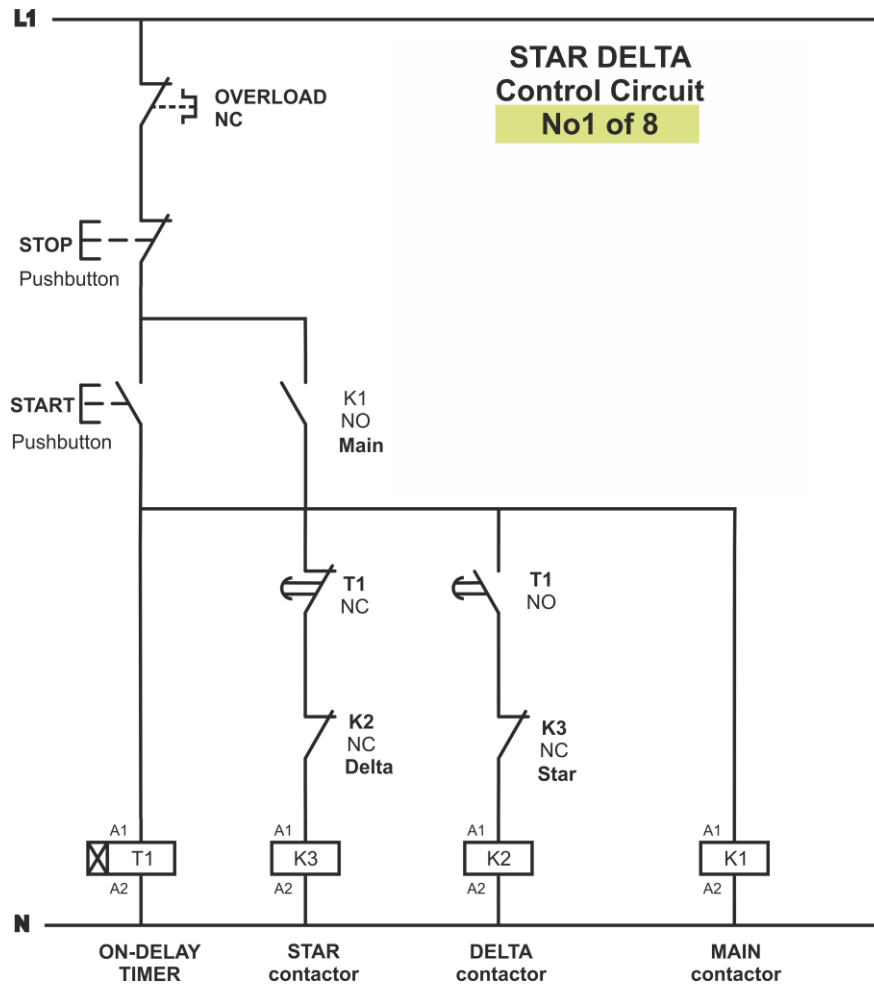 L1
STAR DELTA
Control Circuit
No1 of 8
OVERLOAD
NC
STOP
Pushbutton
START
Pushbutton
K1
NO
Main
T1
NC
T1
NO
K2
NC
Delta
K3
NC
Star
A1
T1
A2
A1
K3
A2
A1
K2
A2
A1
K1
A2
N
ON-DELAY
TIMER
STAR
contactor
DELTA
contactor
MAIN
contactor